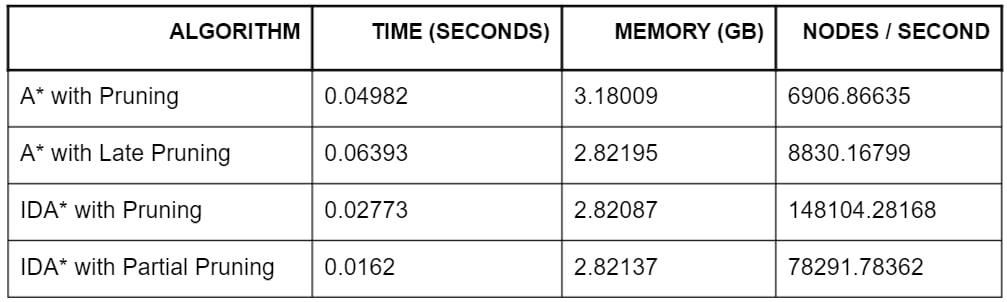 ALGORITHM TIME (SECONDS) MEMORY (GB) NODES / SECOND
A* with Pruning 0.04982 3.18009 6906.86635
A* with Late Pruning 0.06393 2.82195 8830.16799
IDA* with Pruning 0.02773 2.82087 148104.28168
IDA* with Partial Pruning 0.0162 2.82137 78291.78362